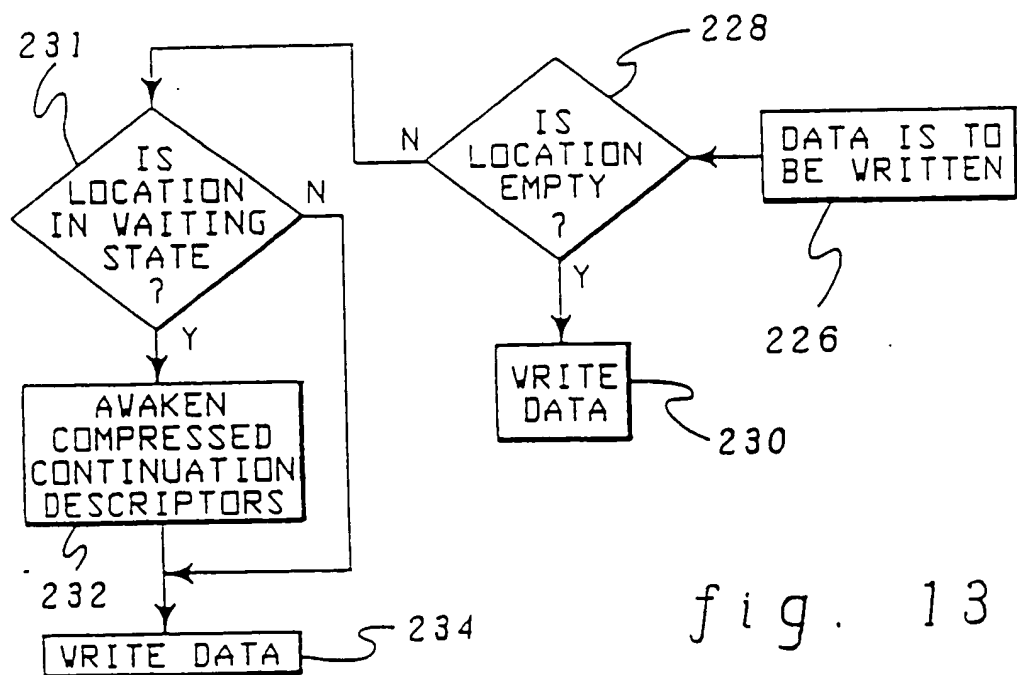 231
228
IS
LOCATION
IN WAITING
STATE
?
N
Y
N
IS
LOCATION
EMPTY
?
Y
DATA IS TO
BE WRITTEN
226
WRITE
DATA
230
AWAKEN
COMPRESSED
CONTINUATION
DESCRIPTORS
232
WRITE DATA
234
fig. 13